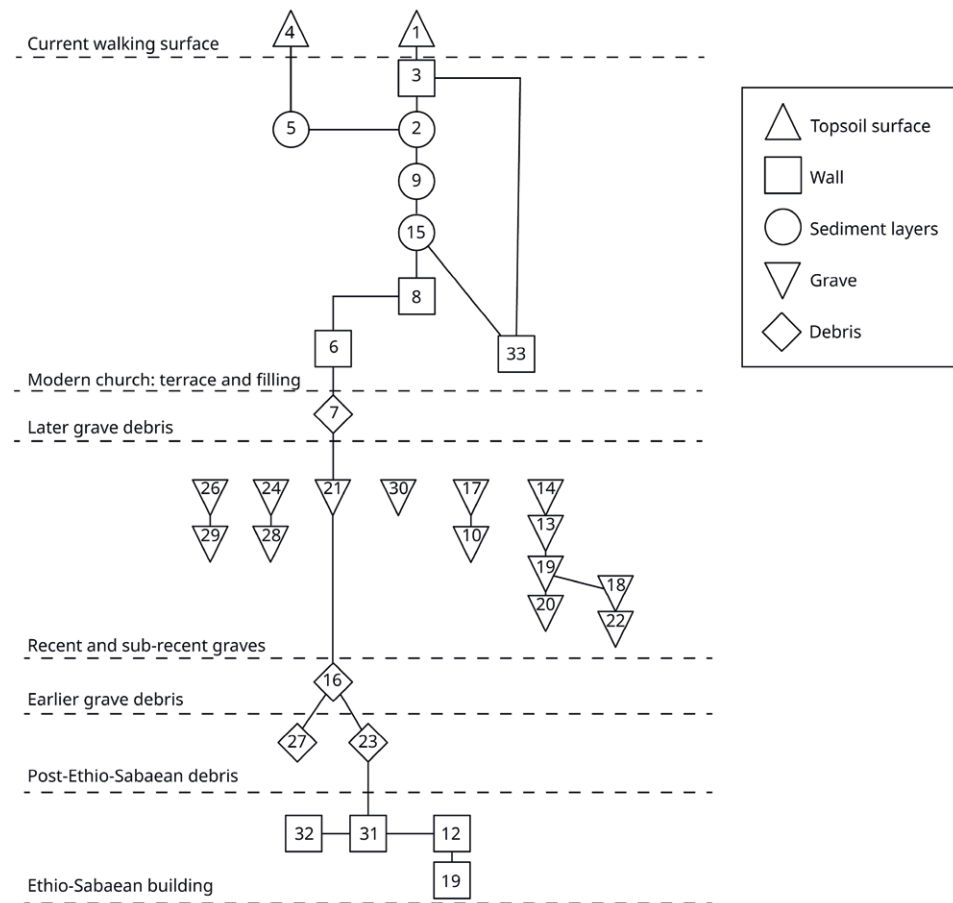 4 1
Current walking surface
3
5 2
9
15
8
6 33
Modern church: terrace and filling
7
Later grave debris
26 24 21 30 17 14
29 28 10 13
19 18
20 22
Recent and sub-recent graves
16
Earlier grave debris
27 23
Post-Ethio-Sabaean debris
32 31 12
19
Ethio-Sabaean building
Topsoil surface
Wall
Sediment layers
Grave
Debris